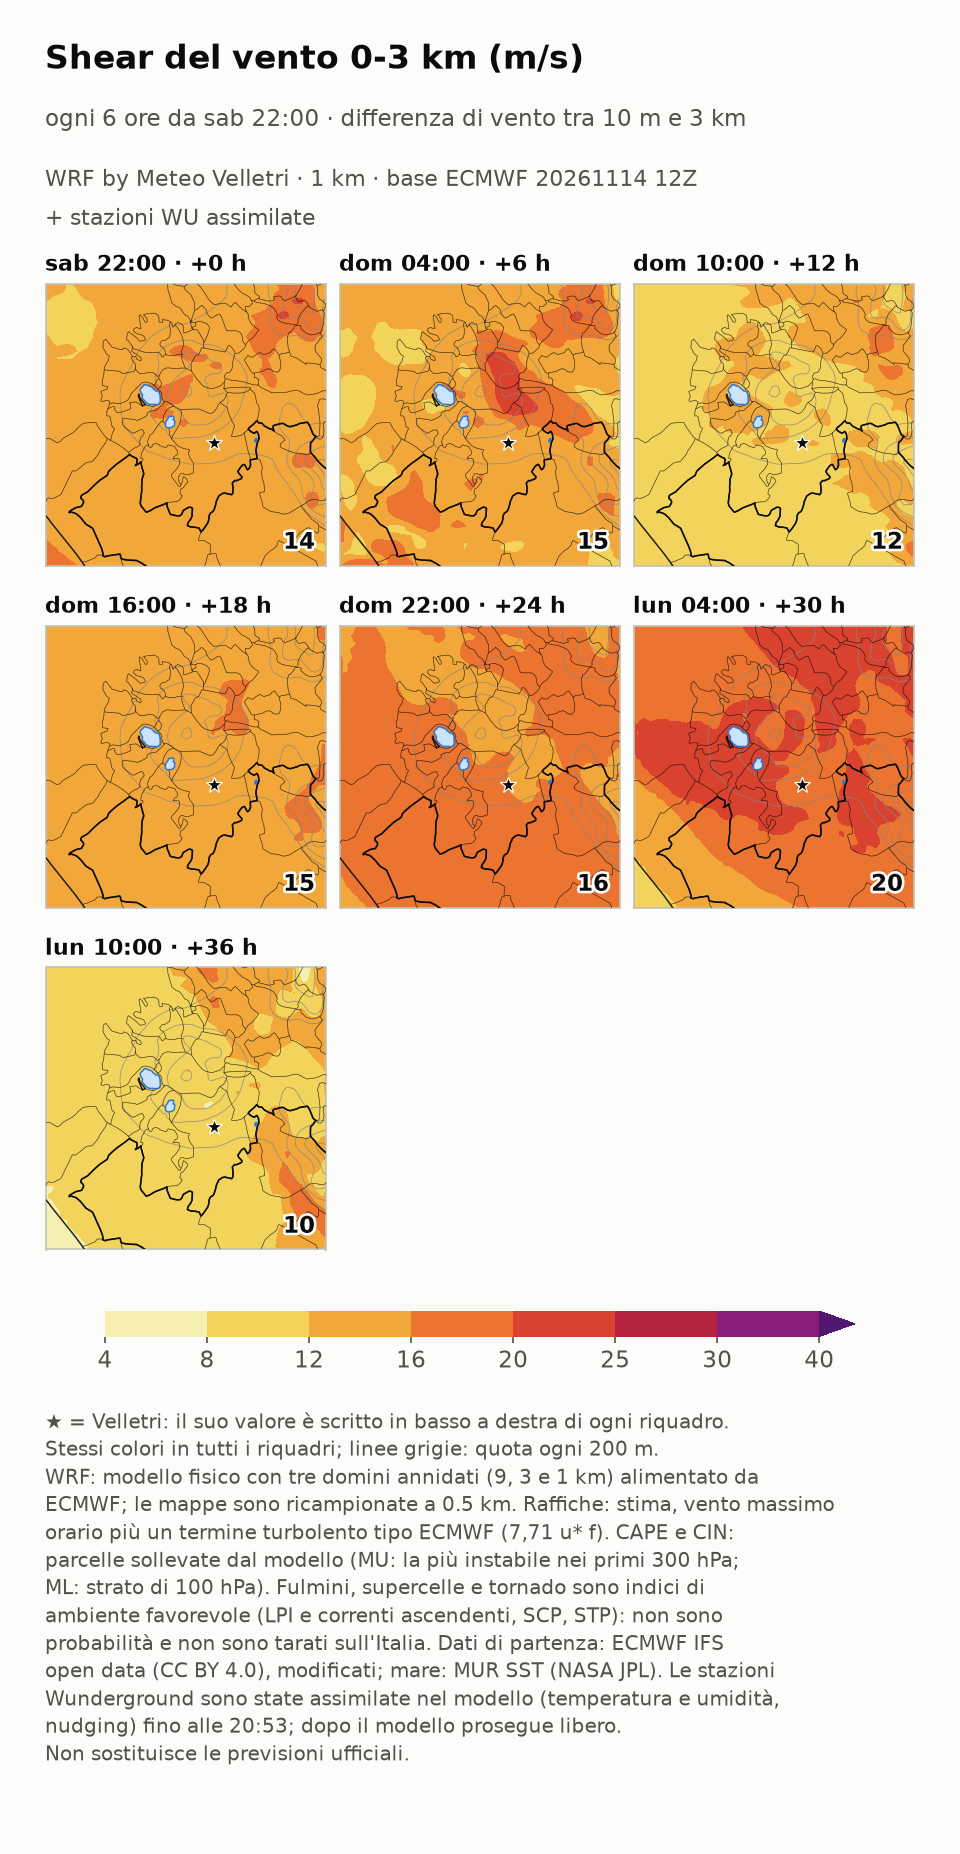 Shear del vento 0-3 km (m/s)
ogni 6 ore da sab 22:00 · differenza di vento tra 10 m e 3 km
WRF by Meteo Velletri · 1 km · base ECMWF 20261114 12Z
+ stazioni WU assimilate
sab 22:00 · +0 h
dom 04:00 · +6 h
dom 10:00 · +12 h
14
15
12
dom 16:00 · +18 h
dom 22:00 · +24 h
lun 04:00 · +30 h
15
16
20
lun 10:00 · +36 h
10
4 8 12 16 20 25 30 40
★ = Velletri: il suo valore è scritto in basso a destra di ogni riquadro.
Stessi colori in tutti i riquadri; linee grigie: quota ogni 200 m.
WRF: modello fisico con tre domini annidati (9, 3 e 1 km) alimentato da
ECMWF; le mappe sono ricampionate a 0.5 km. Raffiche: stima, vento massimo
orario più un termine turbolento tipo ECMWF (7,71 u* f). CAPE e CIN:
parcelle sollevate dal modello (MU: la più instabile nei primi 300 hPa;
ML: strato di 100 hPa). Fulmini, supercelle e tornado sono indici di
ambiente favorevole (LPI e correnti ascendenti, SCP, STP): non sono
probabilità e non sono tarati sull'Italia. Dati di partenza: ECMWF IFS
open data (CC BY 4.0), modificati; mare: MUR SST (NASA JPL). Le stazioni
Wunderground sono state assimilate nel modello (temperatura e umidità,
nudging) fino alle 20:53; dopo il modello prosegue libero.
Non sostituisce le previsioni ufficiali.